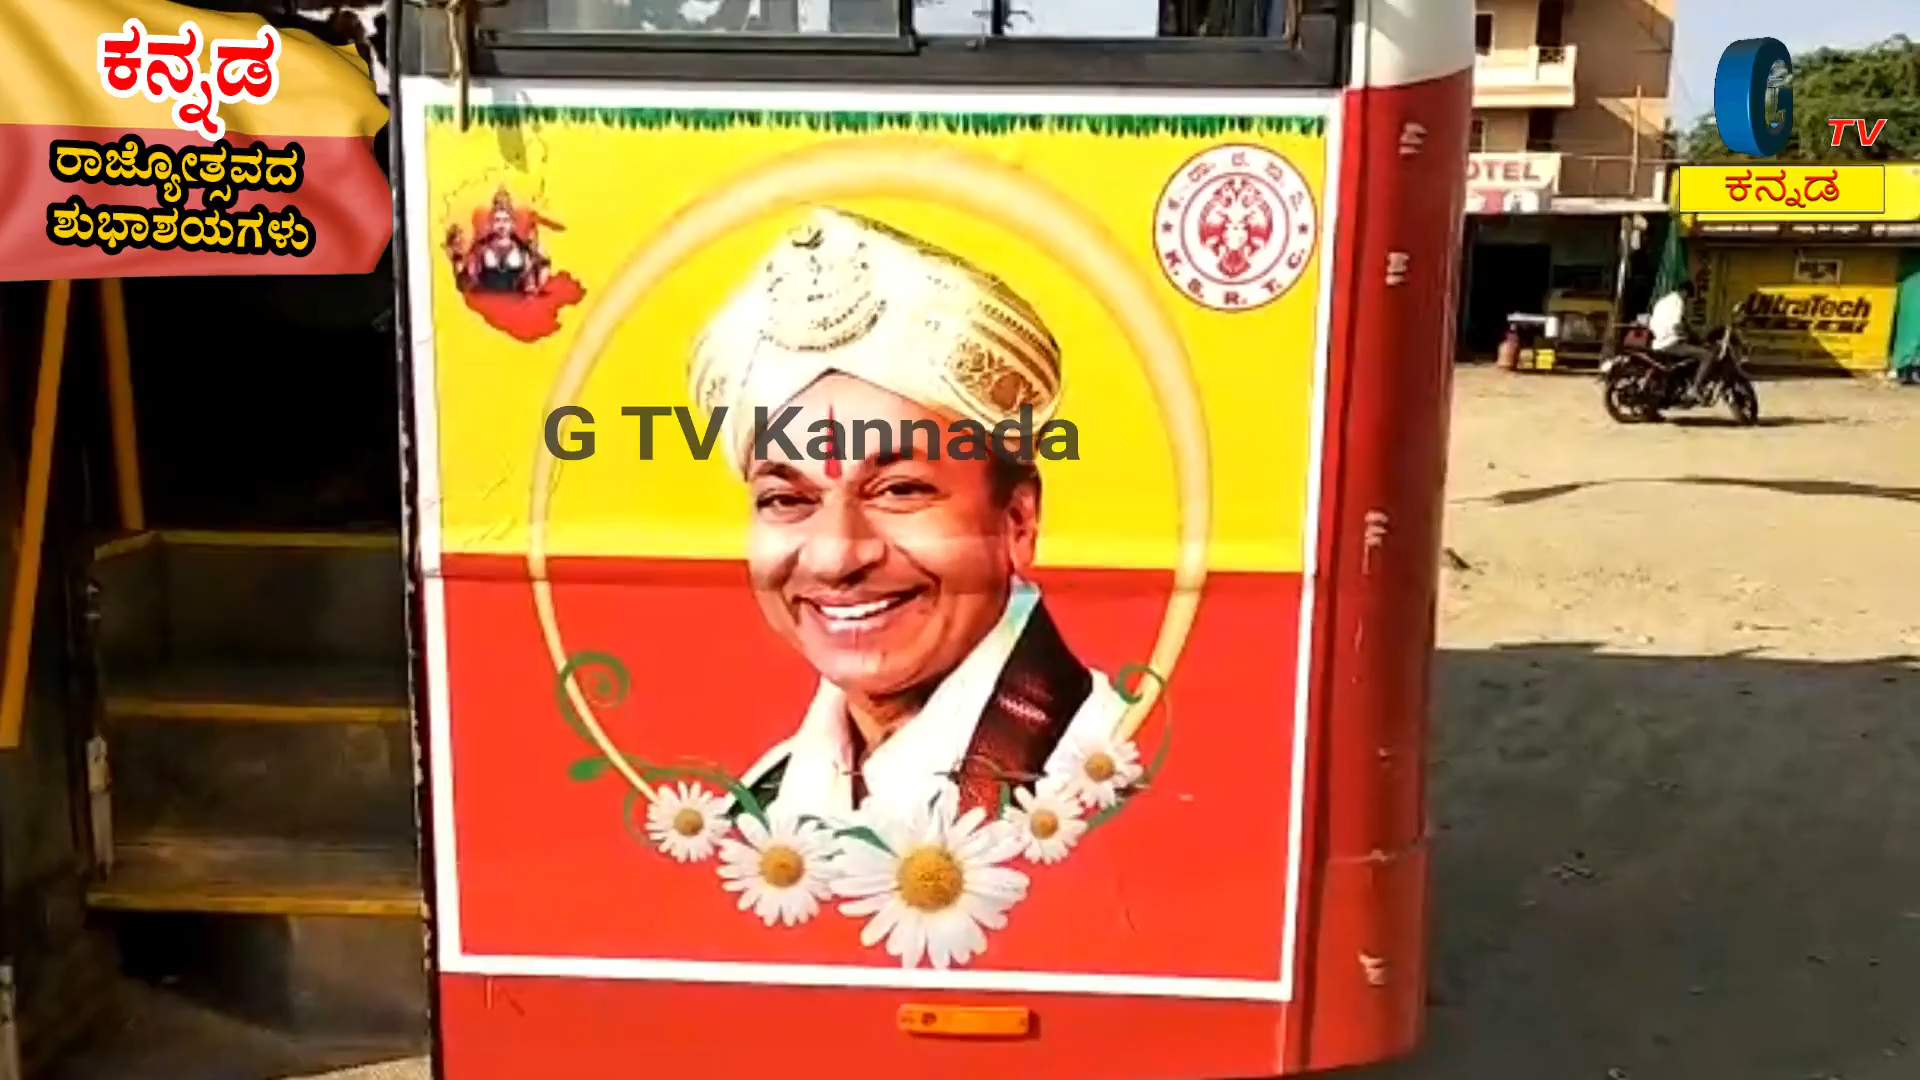 ಕನ್ನಡ
ರಾಜ್ಯೋತ್ಸವದ
ಶುಭಾಶಯಗಳು
G TV
ಕನ್ನಡ
ಕ. ರಾ. ರ. ಸಾ. ನಿ.
K. S. R. T. C.
OTEL
UltraTech
G TV Kannada